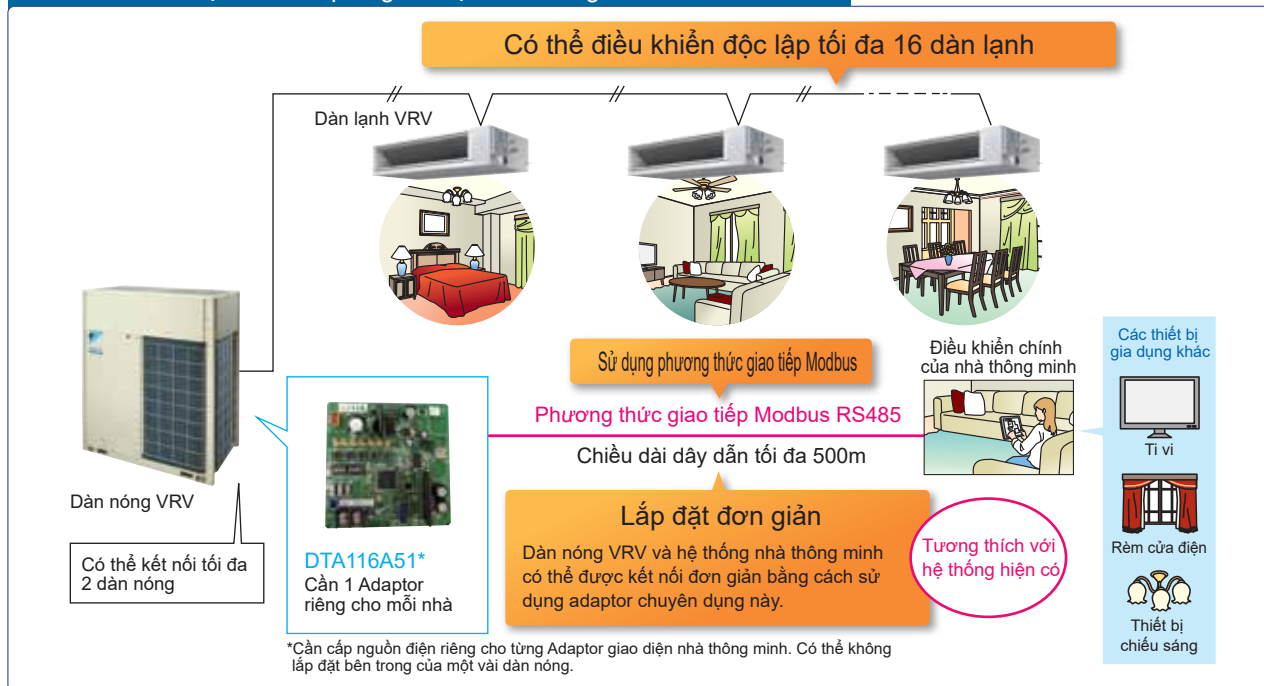 Có thể điều khiển độc lập tối đa 16 dàn lạnh
Dàn lạnh VRV
Sử dụng phương thức giao tiếp Modbus
Điều khiển chính
của nhà thông minh
Các thiết bị
gia dụng khác
Phương thức giao tiếp Modbus RS485
Chiều dài dây dẫn tối đa 500m
Ti vi
Dàn nóng VRV
Có thể kết nối tối đa
2 dàn nóng
DTA116A51*
Cần 1 Adaptor
riêng cho mỗi nhà
Lắp đặt đơn giản
Dàn nóng VRV và hệ thống nhà thông minh
có thể được kết nối đơn giản bằng cách sử
dụng adaptor chuyên dụng này.
Tương thích với
hệ thống hiện có
Rèm cửa điện
Thiết bị
chiếu sáng
*Cần cấp nguồn điện riêng cho từng Adaptor giao diện nhà thông minh. Có thể không
lắp đặt bên trong của một vài dàn nóng.